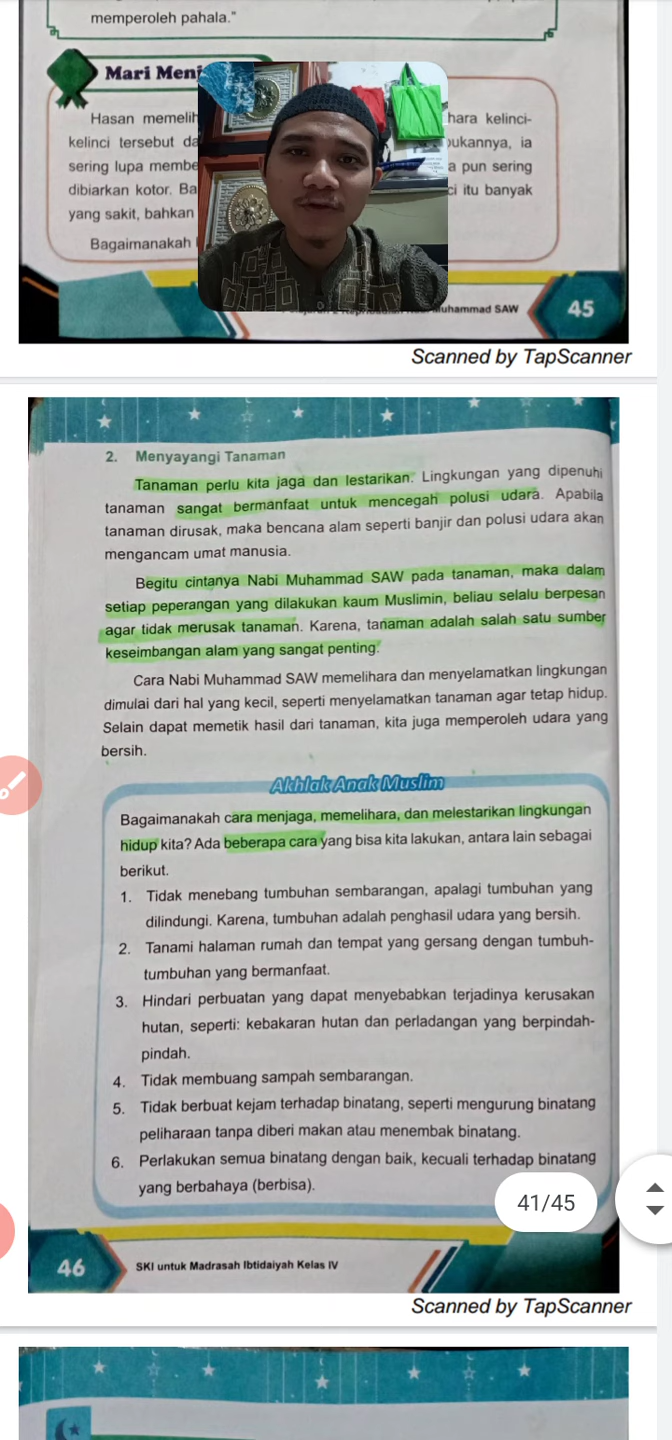 memperoleh pahala."
Mari Menj
Hasan memelih hara kelinci-
kelinci tersebut da bukannya, ia
sering lupa membe a pun sering
dibiarkan kotor. Ba ci itu banyak
yang sakit, bahkan
Bagaimanakah
Muhammad SAW
45
Scanned by TapScanner
2. Menyayangi Tanaman
Tanaman perlu kita jaga dan lestarikan. Lingkungan yang dipenuhi
tanaman sangat bermanfaat untuk mencegah polusi udara. Apabila
tanaman dirusak, maka bencana alam seperti banjir dan polusi udara akan
mengancam umat manusia.
Begitu cintanya Nabi Muhammad SAW pada tanaman, maka dalam
setiap peperangan yang dilakukan kaum Muslimin, beliau selalu berpesan
agar tidak merusak tanaman. Karena, tanaman adalah salah satu sumber
keseimbangan alam yang sangat penting.
Cara Nabi Muhammad SAW memelihara dan menyelamatkan lingkungan
dimulai dari hal yang kecil, seperti menyelamatkan tanaman agar tetap hidup.
Selain dapat memetik hasil dari tanaman, kita juga memperoleh udara yang
bersih.
Akhlak Anak Muslim
Bagaimanakah cara menjaga, memelihara, dan melestarikan lingkungan
hidup kita? Ada beberapa cara yang bisa kita lakukan, antara lain sebagai
berikut.
1. Tidak menebang tumbuhan sembarangan, apalagi tumbuhan yang
dilindungi. Karena, tumbuhan adalah penghasil udara yang bersih.
2. Tanami halaman rumah dan tempat yang gersang dengan tumbuh-
tumbuhan yang bermanfaat.
3. Hindari perbuatan yang dapat menyebabkan terjadinya kerusakan
hutan, seperti: kebakaran hutan dan perladangan yang berpindah-
pindah.
4. Tidak membuang sampah sembarangan.
5. Tidak berbuat kejam terhadap binatang, seperti mengurung binatang
peliharaan tanpa diberi makan atau menembak binatang.
6. Perlakukan semua binatang dengan baik, kecuali terhadap binatang
yang berbahaya (berbisa).
41/45
46
SKI untuk Madrasah Ibtidaiyah Kelas IV
Scanned by TapScanner